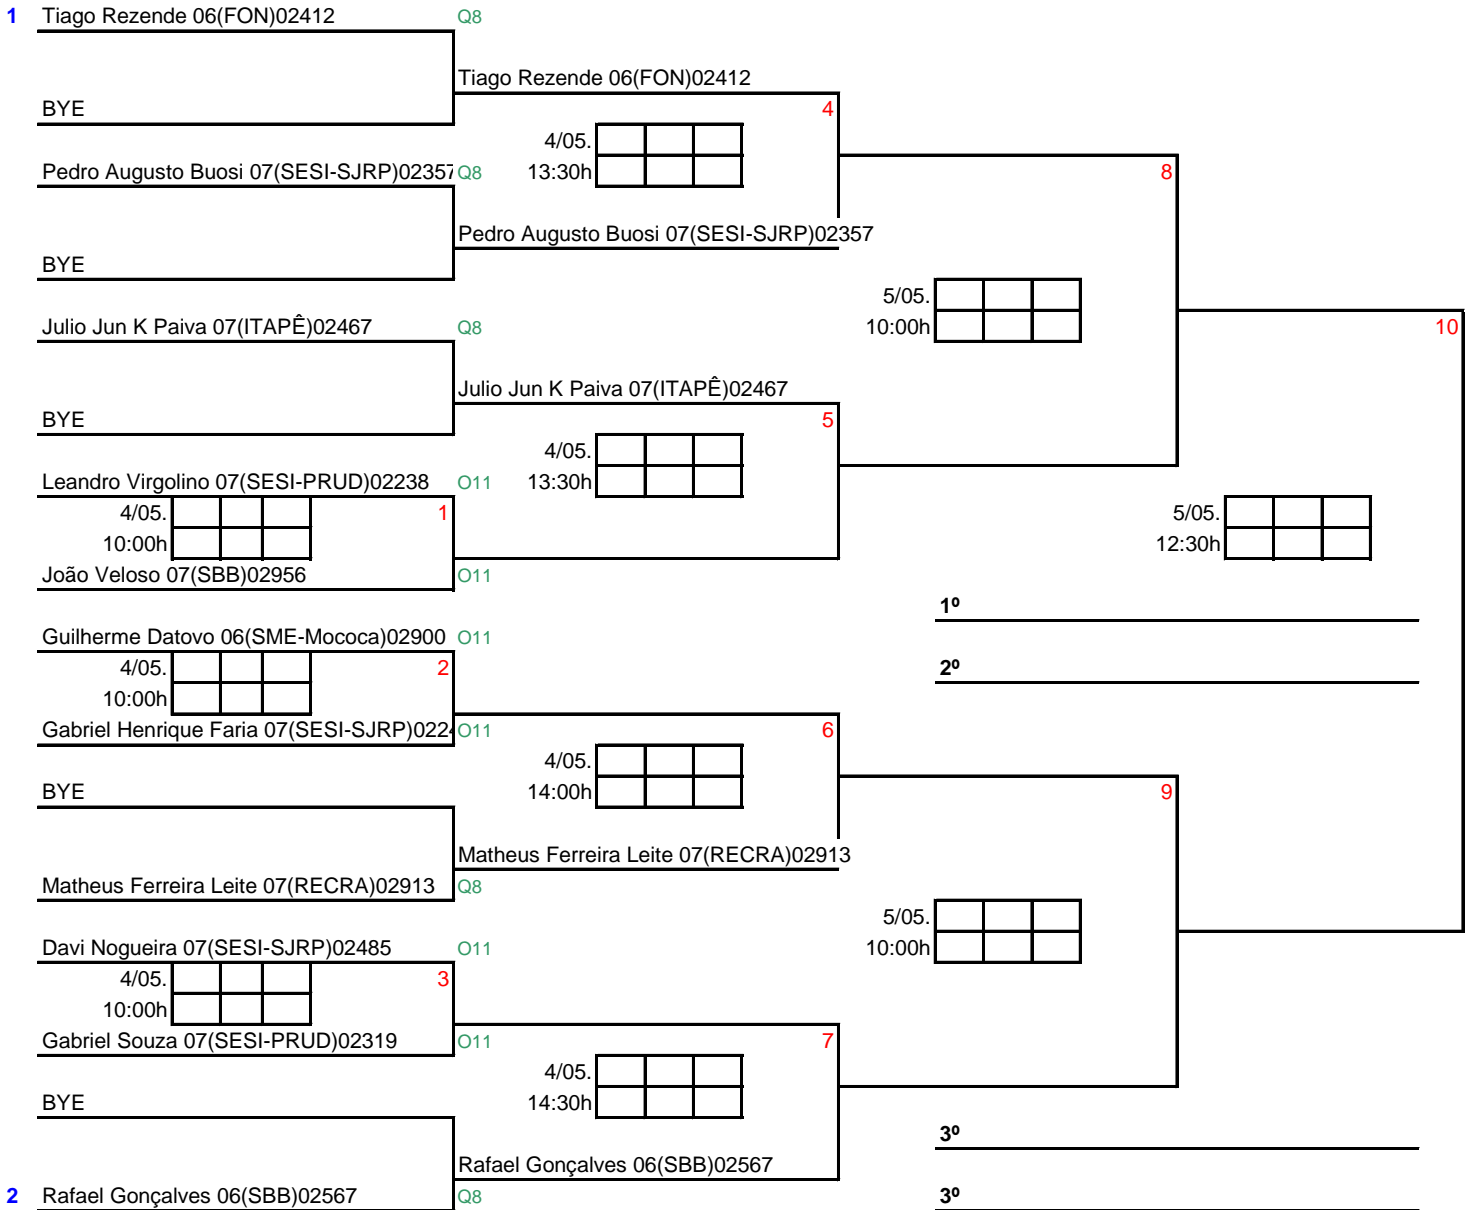 1 Tiago Rezende 06(FON)02412 Q8
Tiago Rezende 06(FON)02412
BYE 4
4/05.
Pedro Augusto Buosi 07(SESI-SJRP)02357 Q8 13:30h 8
Pedro Augusto Buosi 07(SESI-SJRP)02357
BYE
5/05.
Julio Jun K Paiva 07(ITAPÊ)02467 Q8 10:00h 10
Julio Jun K Paiva 07(ITAPÊ)02467
BYE 5
4/05.
Leandro Virgolino 07(SESI-PRUD)02238 O11 13:30h
4/05. 1 5/05.
10:00h 12:30h
João Veloso 07(SBB)02956 O11
1º
Guilherme Datovo 06(SME-Mococa)02900 O11
4/05. 2 2º
10:00h
Gabriel Henrique Faria 07(SESI-SJRP)022 O11 6
4/05.
BYE 14:00h 9
Matheus Ferreira Leite 07(RECRA)02913
Matheus Ferreira Leite 07(RECRA)02913 Q8
5/05.
Davi Nogueira 07(SESI-SJRP)02485 O11 10:00h
4/05. 3
10:00h
Gabriel Souza 07(SESI-PRUD)02319 O11 7
4/05.
BYE 14:30h
3º
Rafael Gonçalves 06(SBB)02567
2 Rafael Gonçalves 06(SBB)02567 Q8 3º